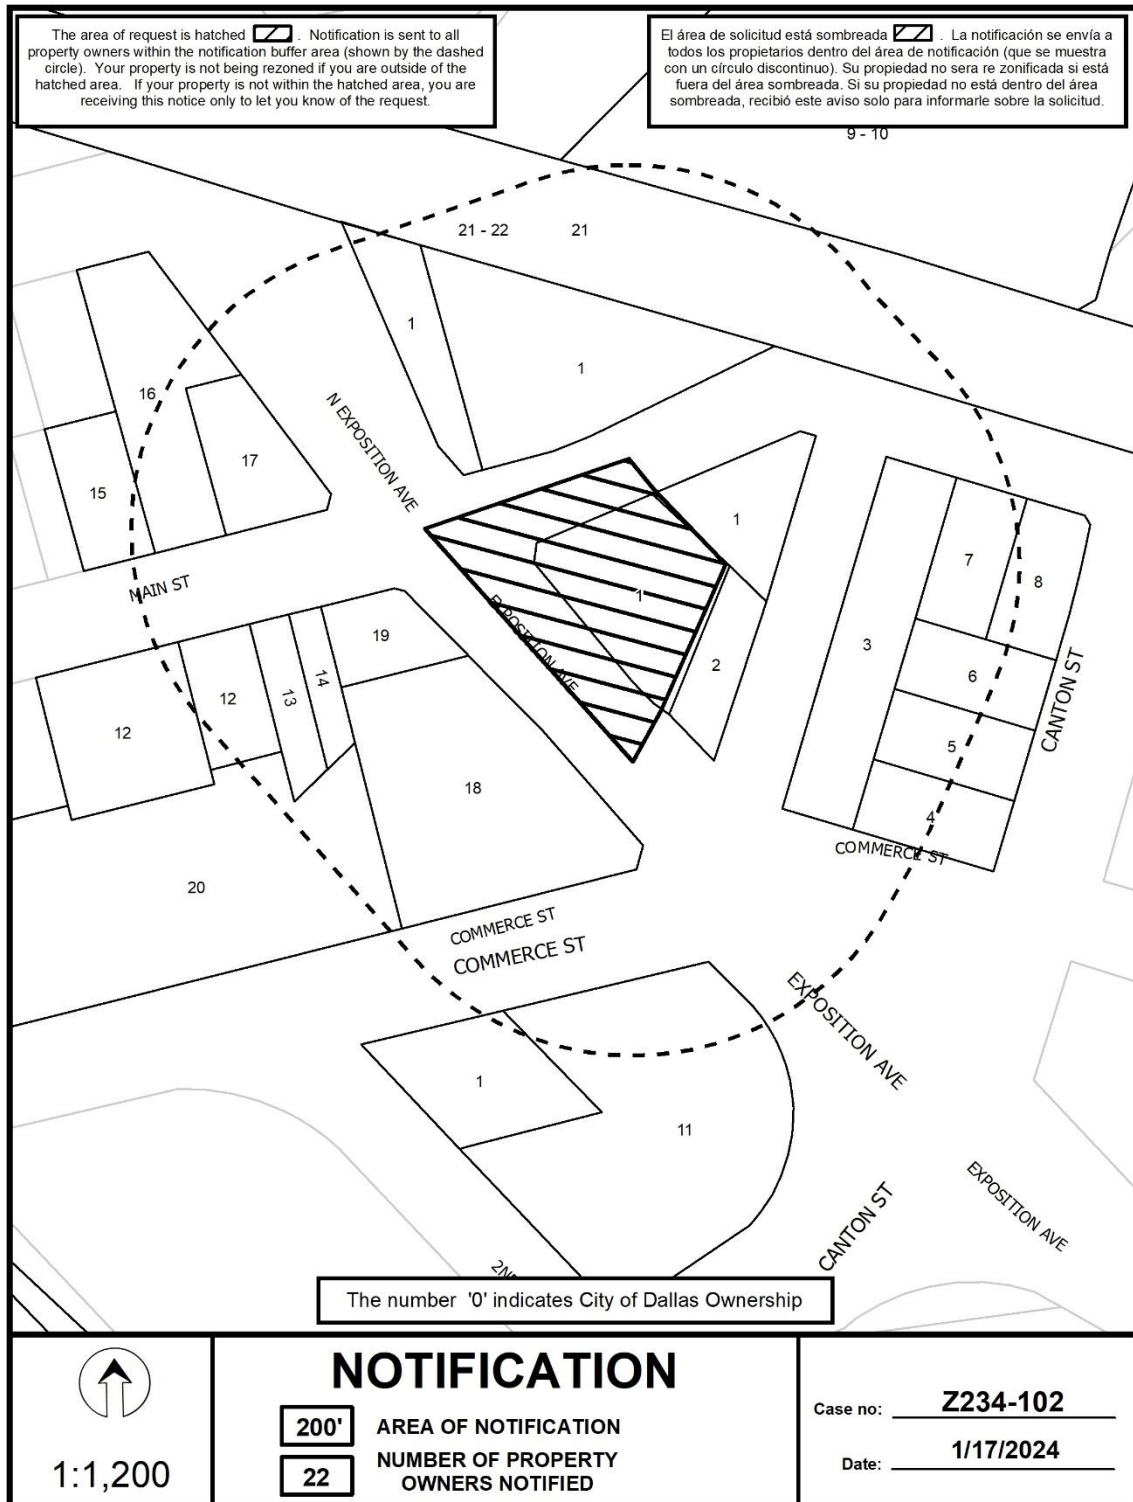 The area of request is hatched . Notification is sent to all
property owners within the notification buffer area (shown by the dashed
circle). Your property is not being rezoned if you are outside of the
hatched area. If your property is not within the hatched area, you are
receiving this notice only to let you know of the request.
El área de solicitud está sombreada . La notificación se envía a
todos los propietarios dentro del área de notificación (que se muestra
con un círculo discontinuo). Su propiedad no sera re zonificada si está
fuera del área sombreada. Si su propiedad no está dentro del área
sombreada, recibió este aviso solo para informarle sobre la solicitud.
9 - 10
21 - 22
21
1
1
16
N EXPOSITION AVE
17
15
1
7
8
MAIN ST
1
EXPOSITION AVE
19
3
2
14
6
12
13
CANTON ST
12
5
18
4
COMMERCE ST
20
COMMERCE ST
COMMERCE ST
EXPOSITION AVE
1
11
EXPOSITION AVE
CANTON ST
The number '0' indicates City of Dallas Ownership
1:1,200
NOTIFICATION
200' AREA OF NOTIFICATION
22 NUMBER OF PROPERTY
OWNERS NOTIFIED
Case no: Z234-102
Date: 1/17/2024